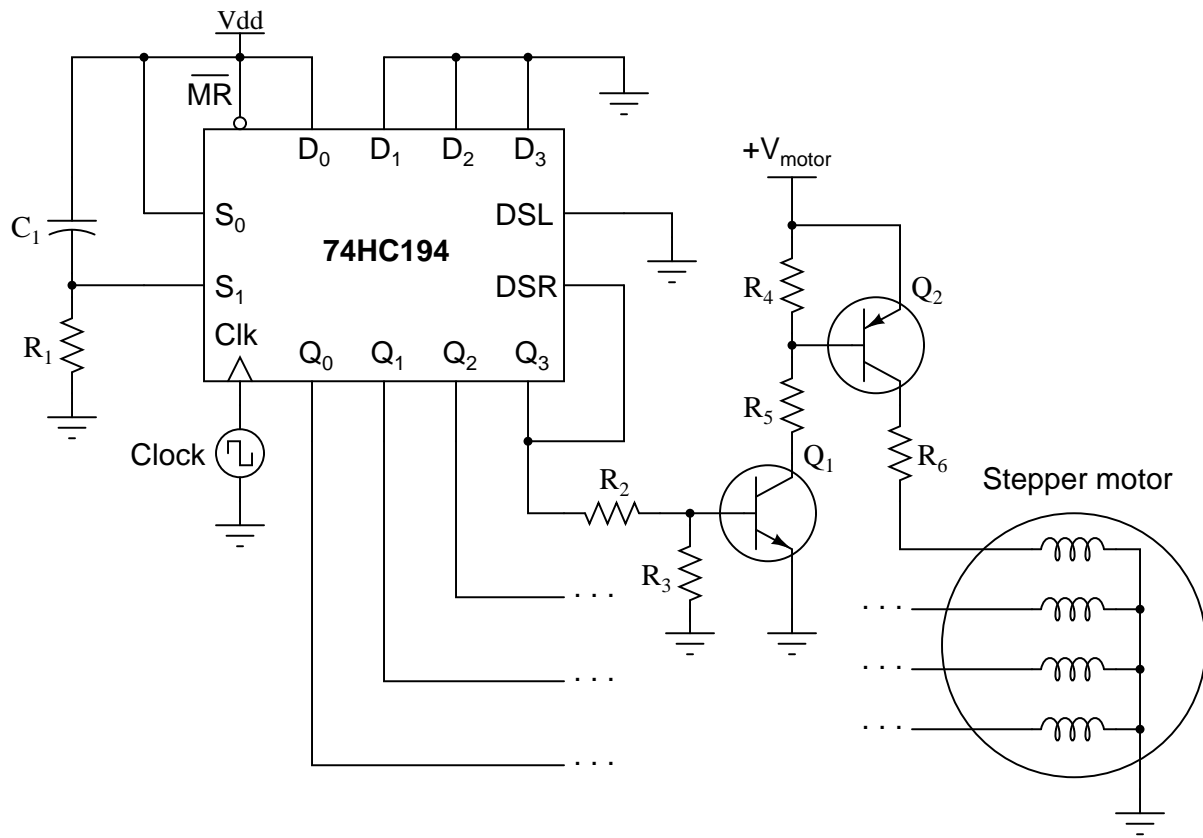 Vdd
MR
D0 D1 D2 D3
+Vmotor
S0 DSL
C1
74HC194
S1 DSR
R4 Q2
R1
Clk
Q0 Q1 Q2 Q3
R5
Clock
Q1
R6
R2
Stepper motor
R3
. . .
. . .
. . .
. . .
. . .
. . .